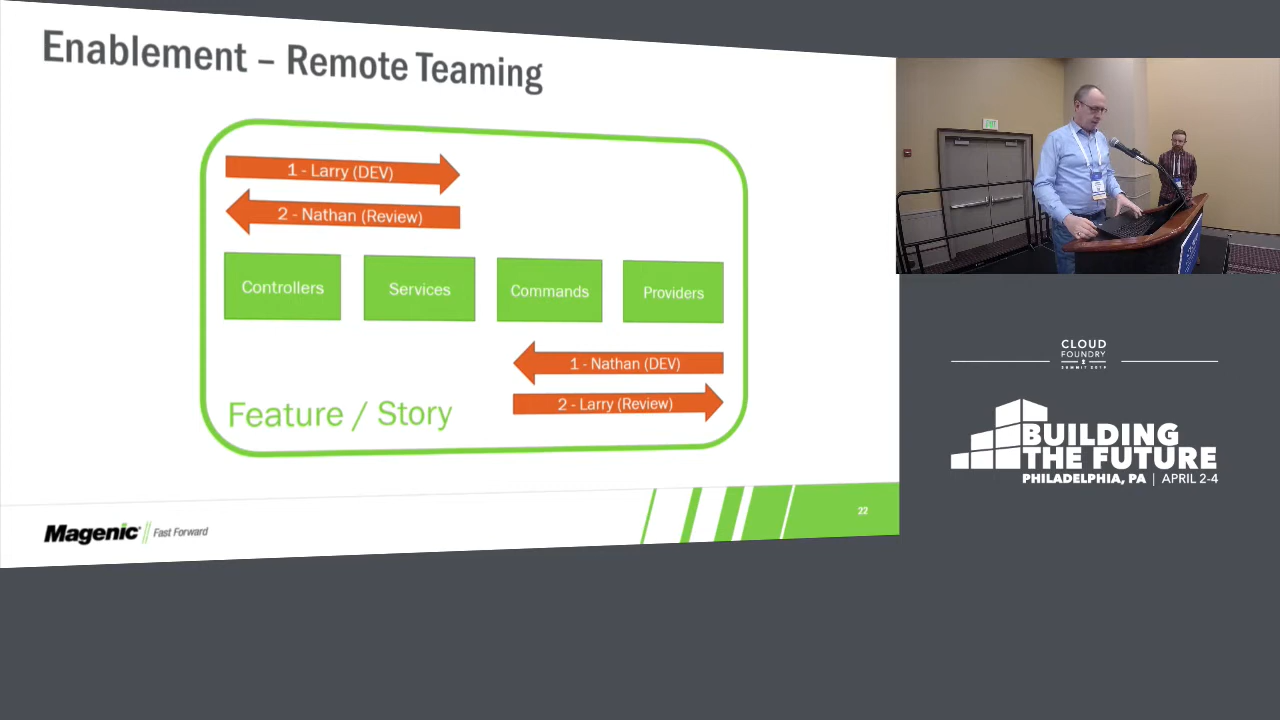 Enablement – Remote Teaming
1 - Larry (DEV)
2 - Nathan (Review)
Controllers
Services
Commands
Providers
1 - Nathan (DEV)
2 - Larry (Review)
Feature / Story
Magenic
Fast Forward
22
EXIT
CLOUD
FOUNDRY
SUMMIT 2019
BUILDING
THE FUTURE
PHILADELPHIA, PA | APRIL 2-4